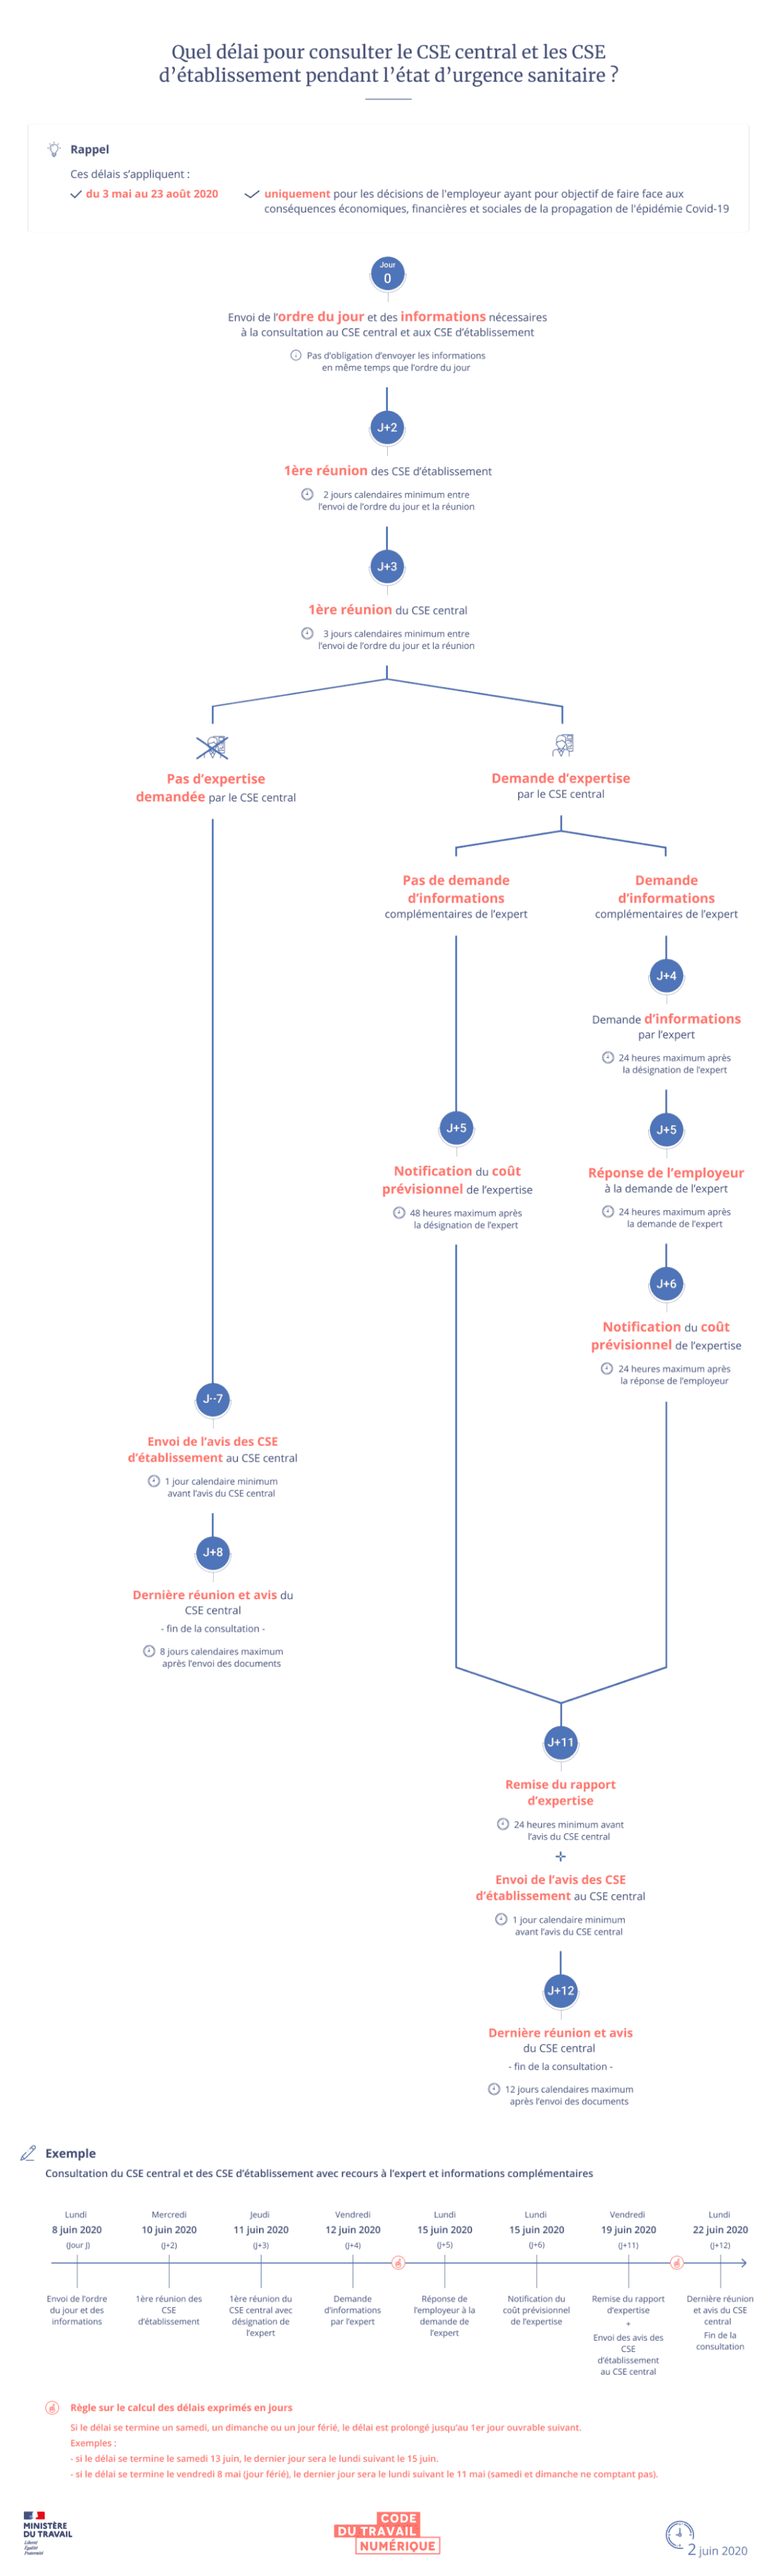 Quel délai pour consulter le CSE central et les CSE
d'établissement pendant l'état d'urgence sanitaire ?
Rappel
Ces délais s'appliquent :
du 3 mai au 23 août 2020
uniquement pour les décisions de l'employeur ayant pour objectif de faire face aux
conséquences économiques, financières et sociales de la propagation de l'épidémie Covid-19
Jour
0
Envoi de l'ordre du jour et des informations nécessaires
à la consultation au CSE central et aux CSE d'établissement
Pas d'obligation d'envoyer les informations
en même temps que l'ordre du jour
J+2
1ère réunion des CSE d'établissement
2 jours calendaires minimum entre
l'envoi de l'ordre du jour et la réunion
J+3
1ère réunion du CSE central
3 jours calendaires minimum entre
l'envoi de l'ordre du jour et la réunion
Pas d'expertise
demandée par le CSE central
Demande d'expertise
par le CSE central
Pas de demande
d'informations
complémentaires de l'expert
Demande
d'informations
complémentaires de l'expert
J+4
Demande d'informations
par l'expert
24 heures maximum après
la désignation de l'expert
J+5
Notification du coût
prévisionnel de l'expertise
48 heures maximum après
la désignation de l'expert
J+5
Réponse de l'employeur
à la demande de l'expert
24 heures maximum après
la demande de l'expert
J+6
Notification du coût
prévisionnel de l'expertise
24 heures maximum après
la réponse de l'employeur
J--7
Envoi de l'avis des CSE
d'établissement au CSE central
1 jour calendaire minimum
avant l'avis du CSE central
J+8
Dernière réunion et avis du
CSE central
- fin de la consultation -
8 jours calendaires maximum
après l'envoi des documents
J+11
Remise du rapport
d'expertise
24 heures minimum avant
l'avis du CSE central
+
Envoi de l'avis des CSE
d'établissement au CSE central
1 jour calendaire minimum
avant l'avis du CSE central
J+12
Dernière réunion et avis
du CSE central
- fin de la consultation -
12 jours calendaires maximum
après l'envoi des documents
Exemple
Consultation du CSE central et des CSE d'établissement avec recours à l'expert et informations complémentaires
Lundi
8 juin 2020
(Jour J)
Envoi de l'ordre
du jour et des
informations
Mercredi
10 juin 2020
(J+2)
1ère réunion des
CSE
d'établissement
Jeudi
11 juin 2020
(J+3)
1ère réunion du
CSE central avec
désignation de
l'expert
Vendredi
12 juin 2020
(J+4)
Demande
d'informations
par l'expert
Lundi
15 juin 2020
(J+5)
Réponse de
l'employeur à la
demande de
l'expert
Lundi
15 juin 2020
(J+6)
Notification du
coût prévisionnel
de l'expertise
Vendredi
19 juin 2020
(J+11)
Remise du rapport
d'expertise
+
Envoi des avis des
CSE
d'établissement
au CSE central
Lundi
22 juin 2020
(J+12)
Dernière réunion
et avis du CSE
central
Fin de la
consultation
Règle sur le calcul des délais exprimés en jours
Si le délai se termine un samedi, un dimanche ou un jour férié, le délai est prolongé jusqu'au 1er jour ouvrable suivant.
Exemples :
- si le délai se termine le samedi 13 juin, le dernier jour sera le lundi suivant le 15 juin.
- si le délai se termine le vendredi 8 mai (jour férié), le dernier jour sera le lundi suivant le 11 mai (samedi et dimanche ne comptant pas).
MINISTÈRE
DU TRAVAIL
Liberté
Égalité
Fraternité
CODE
DU TRAVAIL
NUMÉRIQUE
2 juin 2020